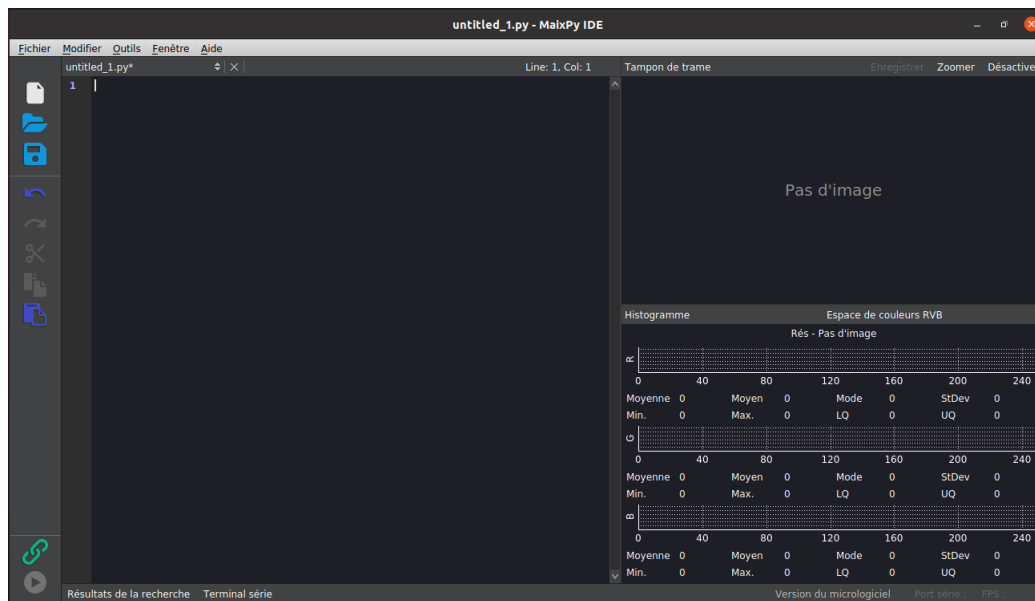 untitled_1.py - MaixPy IDE
Fichier Modifier Outils Fenêtre Aide
untitled_1.py* Line: 1, Col: 1 Tampon de trame Enregistrer Zoomer Désactive
1
Pas d'image
Histogramme Espace de couleurs RVB
Rés - Pas d'image
R
0 40 80 120 160 200 240
Moyenne 0 Moyen 0 Mode 0 StDev 0
Min. 0 Max. 0 LQ 0 UQ 0
G
0 40 80 120 160 200 240
Moyenne 0 Moyen 0 Mode 0 StDev 0
Min. 0 Max. 0 LQ 0 UQ 0
B
0 40 80 120 160 200 240
Moyenne 0 Moyen 0 Mode 0 StDev 0
Min. 0 Max. 0 LQ 0 UQ 0
Résultats de la recherche Terminal série Version du micrologiciel Port série : FPS :